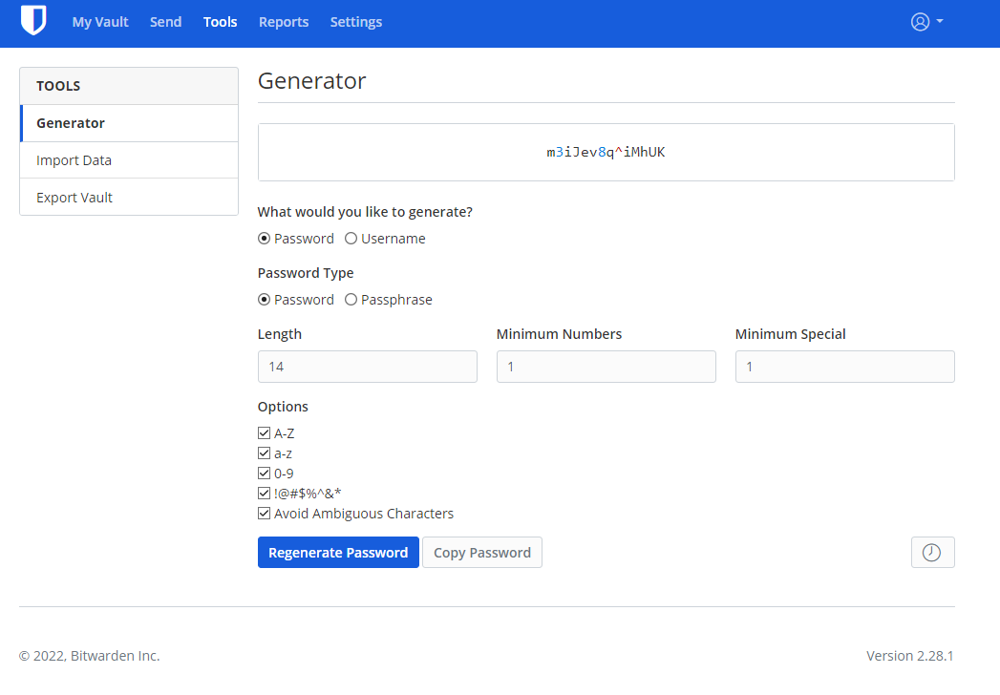 My Vault Send Tools Reports Settings
TOOLS
Generator
Import Data
Export Vault
Generator
m3iJev8q^iMhUK
What would you like to generate?
Password Username
Password Type
Password Passphrase
Length Minimum Numbers Minimum Special
14 1 1
Options
A-Z
a-z
0-9
!@#$%^&*
Avoid Ambiguous Characters
Regenerate Password Copy Password
© 2022, Bitwarden Inc. Version 2.28.1